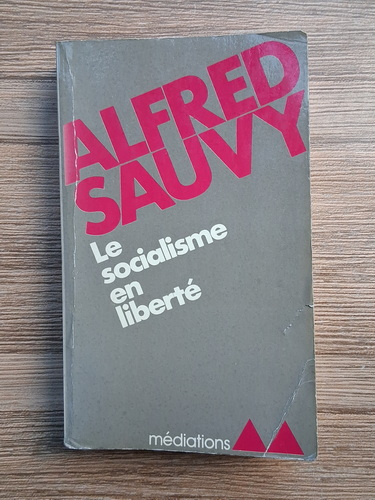 ALFRED
SAUVY
Le
socialisme
en
liberté
médiations